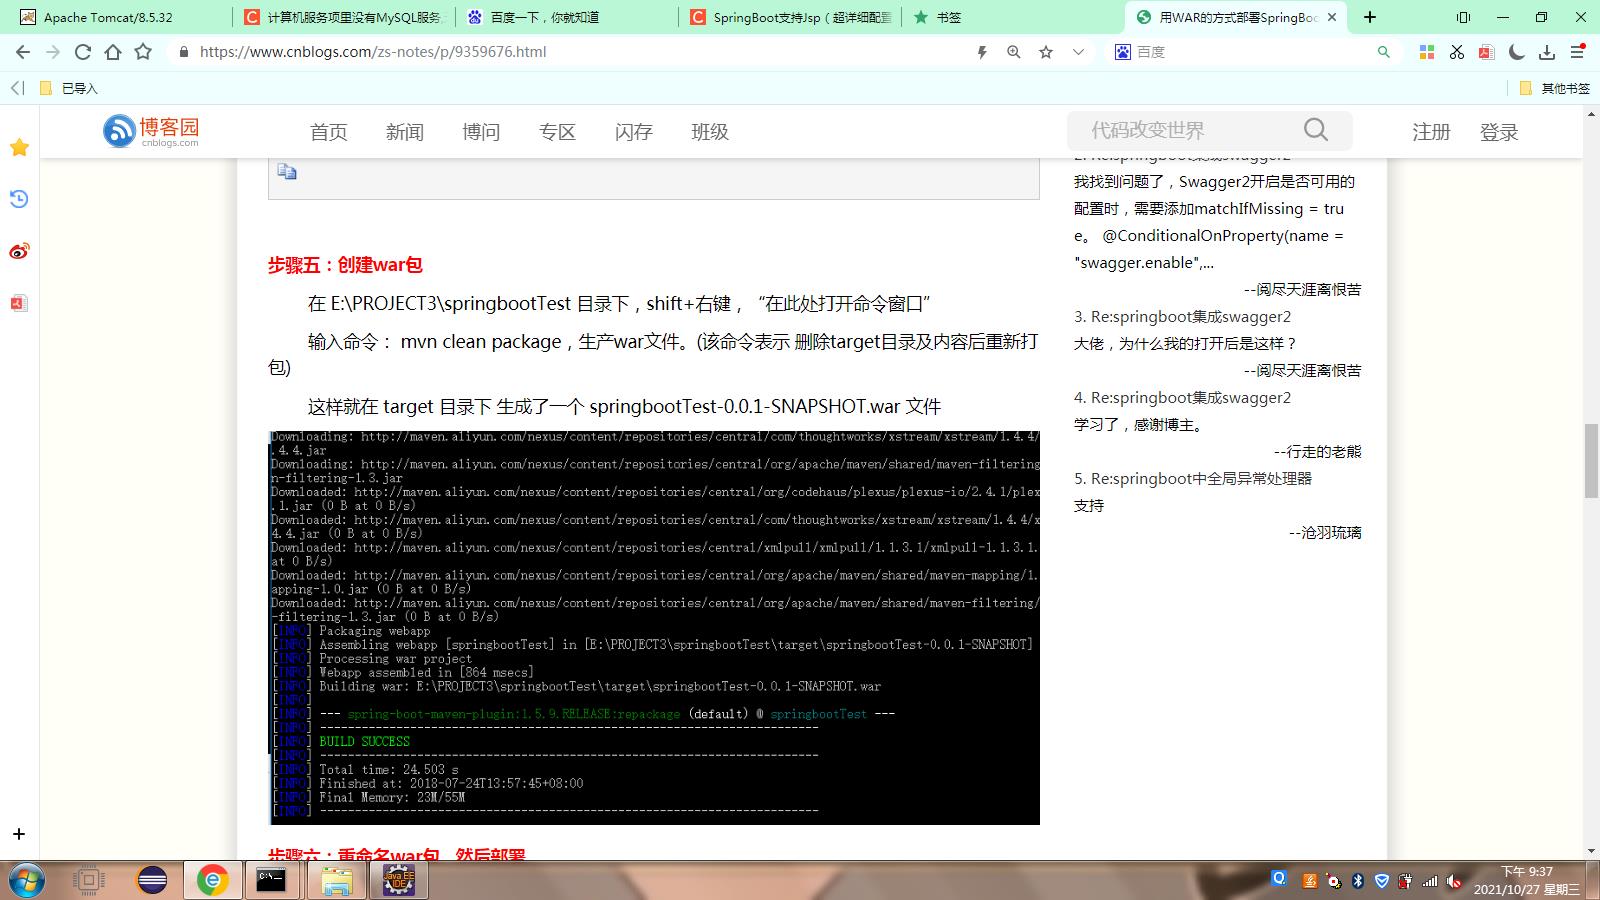 Apache Tomcat/8.5.32
计算机服务项里没有MySQL服务,
百度一下，你就知道
SpringBoot支持Jsp（超详细配置
书签
用WAR的方式部署SpringBoo
https://www.cnblogs.com/zs-notes/p/9359676.html
百度
已导入
其他书签
博客园
cnblogs.com
首页
新闻
博问
专区
闪存
班级
代码改变世界
注册
登录
步骤五：创建war包
在 E:\PROJECT3\springbootTest 目录下，shift+右键，“在此处打开命令窗口”
输入命令： mvn clean package，生产war文件。(该命令表示 删除target目录及内容后重新打
包)
这样就在 target 目录下 生成了一个 springbootTest-0.0.1-SNAPSHOT.war 文件
Downloading: http://maven.aliyun.com/nexus/content/repositories/central/com/thoughtworks/xstream/xstream/1.4.4/
.4.4.jar
Downloading: http://maven.aliyun.com/nexus/content/repositories/central/org/apache/maven/shared/maven-filtering
n-filtering-1.3.jar
Downloaded: http://maven.aliyun.com/nexus/content/repositories/central/org/codehaus/plexus/plexus-io/2.4.1/plex
.1.jar (0 B at 0 B/s)
Downloaded: http://maven.aliyun.com/nexus/content/repositories/central/com/thoughtworks/xstream/xstream/1.4.4/x
4.4.jar (0 B at 0 B/s)
Downloaded: http://maven.aliyun.com/nexus/content/repositories/central/xmlpull/xmlpull/1.1.3.1/xmlpull-1.1.3.1.
at 0 B/s)
Downloaded: http://maven.aliyun.com/nexus/content/repositories/central/org/apache/maven/shared/maven-mapping/1.
apping-1.0.jar (0 B at 0 B/s)
Downloaded: http://maven.aliyun.com/nexus/content/repositories/central/org/apache/maven/shared/maven-filtering/
-filtering-1.3.jar (0 B at 0 B/s)
[INFO] Packaging webapp
[INFO] Assembling webapp [springbootTest] in [E:\PROJECT3\springbootTest\target\springbootTest-0.0.1-SNAPSHOT]
[INFO] Processing war project
[INFO] Webapp assembled in [864 msecs]
[INFO] Building war: E:\PROJECT3\springbootTest\target\springbootTest-0.0.1-SNAPSHOT.war
[INFO]
[INFO] --- spring-boot-maven-plugin:1.5.9.RELEASE:repackage (default) @ springbootTest ---
[INFO] ------------------------------------------------------------------------
[INFO] BUILD SUCCESS
[INFO] ------------------------------------------------------------------------
[INFO] Total time: 24.503 s
[INFO] Finished at: 2018-07-24T13:57:45+08:00
[INFO] Final Memory: 23M/55M
[INFO] ------------------------------------------------------------------------
步骤六：重命名war包，然后部署
2. Re:springboot集成swagger2
我找到问题了，Swagger2开启是否可用的
配置时，需要添加matchIfMissing = tru
e。 @ConditionalOnProperty(name =
"swagger.enable",...
--阅尽天涯离恨苦
3. Re:springboot集成swagger2
大佬，为什么我的打开后是这样？
--阅尽天涯离恨苦
4. Re:springboot集成swagger2
学习了，感谢博主。
--行走的老熊
5. Re:springboot中全局异常处理器
支持
--沧羽琉璃
Java EE
IDE
下午 9:37
2021/10/27 星期三